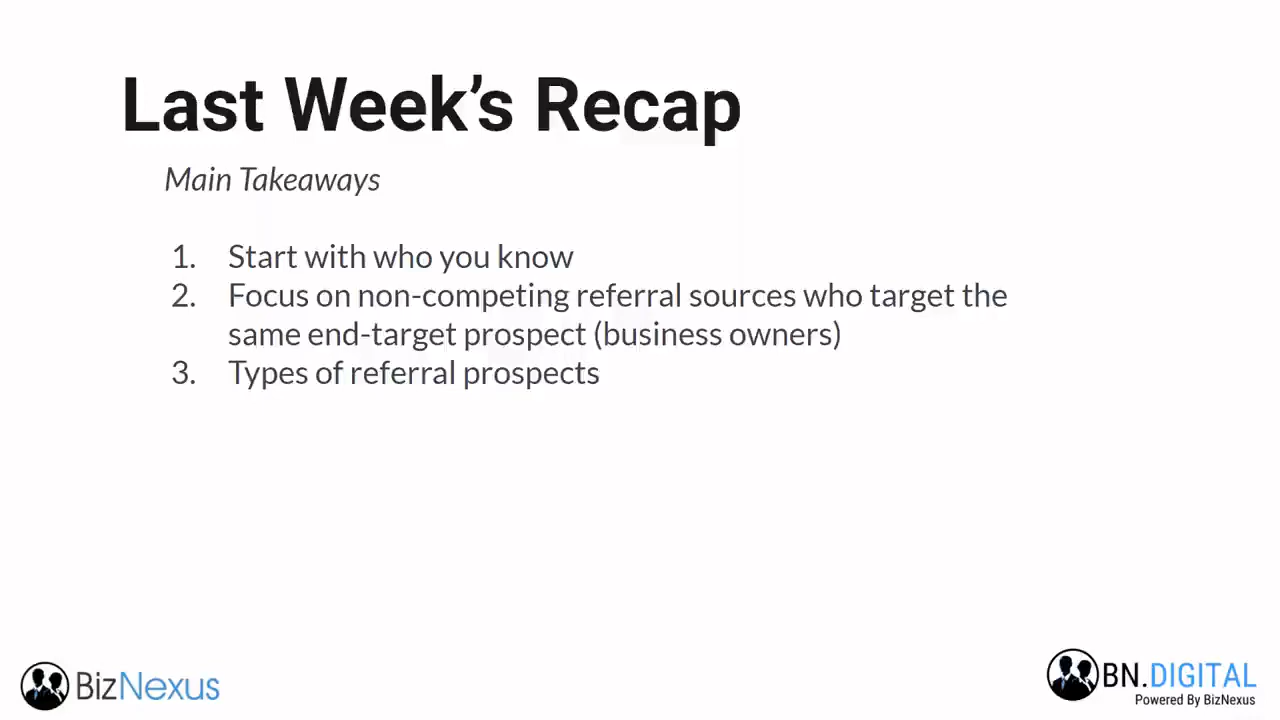 Last Week's Recap
Main Takeaways
1. Start with who you know
2. Focus on non-competing referral sources who target the
same end-target prospect (business owners)
3. Types of referral prospects
BizNexus
BN.DIGITAL
Powered By BizNexus